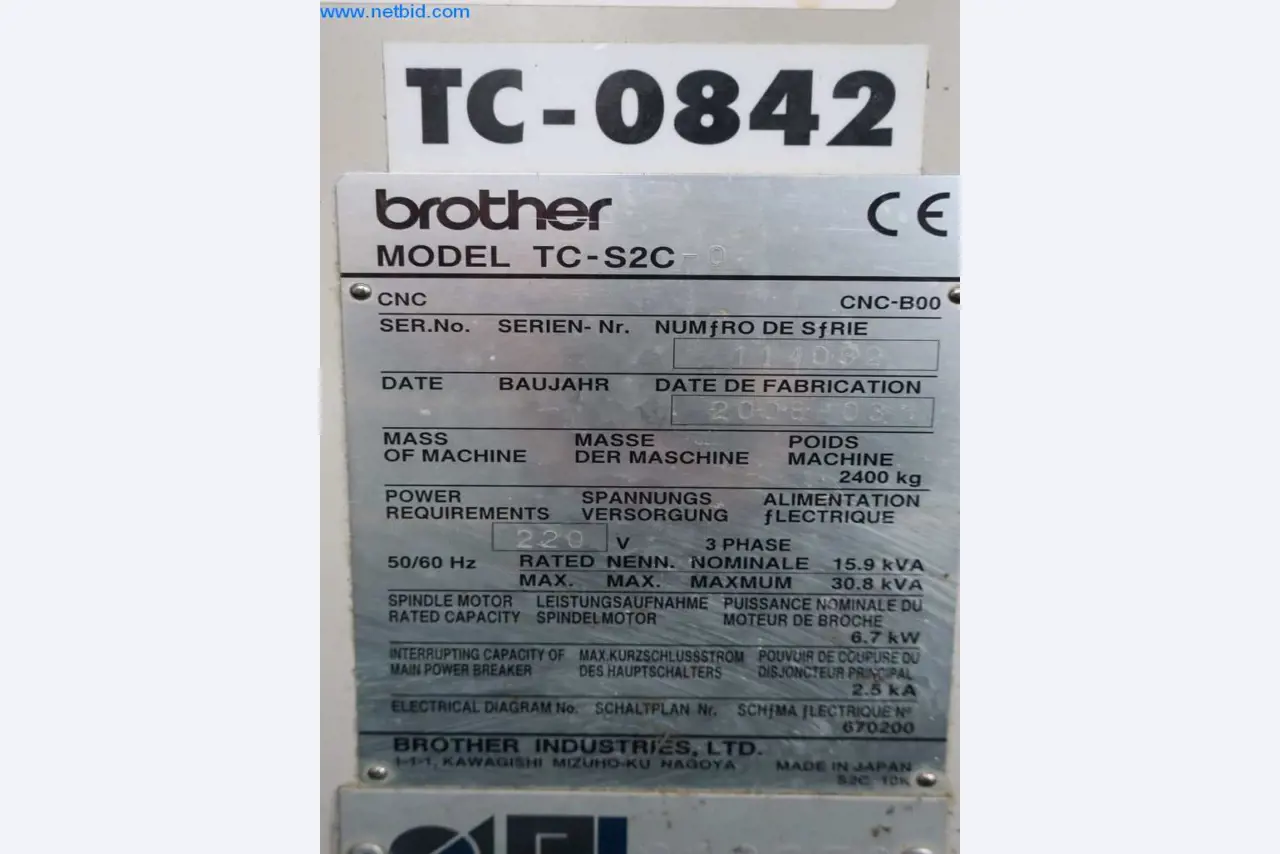 www.netbid.com
TC-0842
brother CE
MODEL TC-S2C-0
CNC CNC-B00
SER.No. SERIEN-Nr. NUMƒRO DE SƒRIE
DATE BAUJAHR DATE DE FABRICATION
MASS MASSE POIDS
OF MACHINE DER MASCHINE MACHINE
2400 kg
POWER SPANNUNGS ALIMENTATION
REQUIREMENTS VERSORGUNG ƒLECTRIQUE
220 V 3 PHASE
50/60 Hz RATED NENN. NOMINALE 15.9 kVA
MAX. MAX. MAXMUM 30.8 kVA
SPINDLE MOTOR LEISTUNGSAUFNAHME PUISSANCE NOMINALE DU
RATED CAPACITY SPINDELMOTOR MOTEUR DE BROCHE
6.7 kW
INTERRUPTING CAPACITY OF MAX.KURZSCHLUSSSTROM POUVUIR DE COUPURE DU
MAIN POWER BREAKER DES HAUPTSCHALTERS DISJONCTEUR PRINCIPAL
2.5 kA
ELECTRICAL DIAGRAM No. SCHALTPLAN Nr. SCHƒMA ƒLECTRIQUE Nº
670200
BROTHER INDUSTRIES, LTD.
1-1-1, KAWAGISHI MIZUHO-KU NAGOYA MADE IN JAPAN
S2C 10K